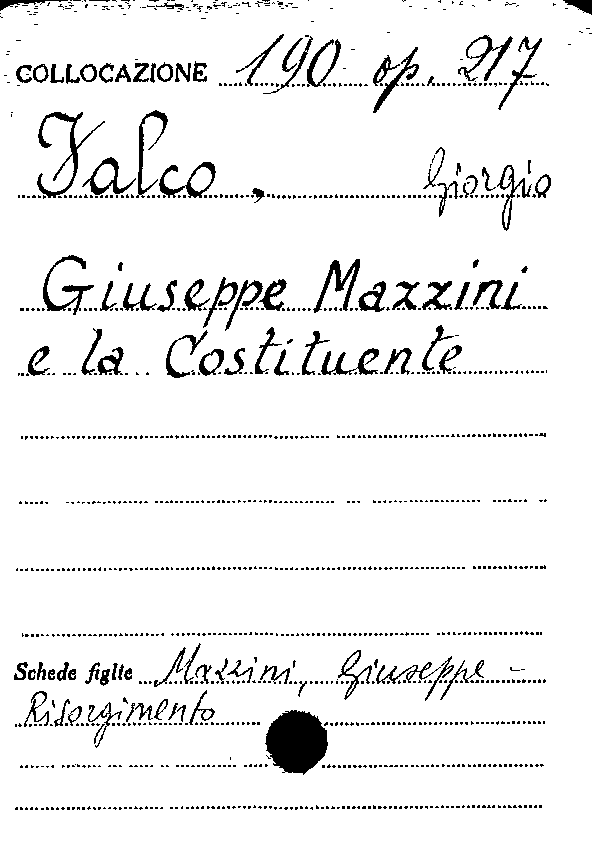 COLLOCAZIONE 190 op. 217
Falco, Giorgio
Giuseppe Mazzini
e la Costituente
Schede figlie Mazzini, Giuseppe -
Risorgimento